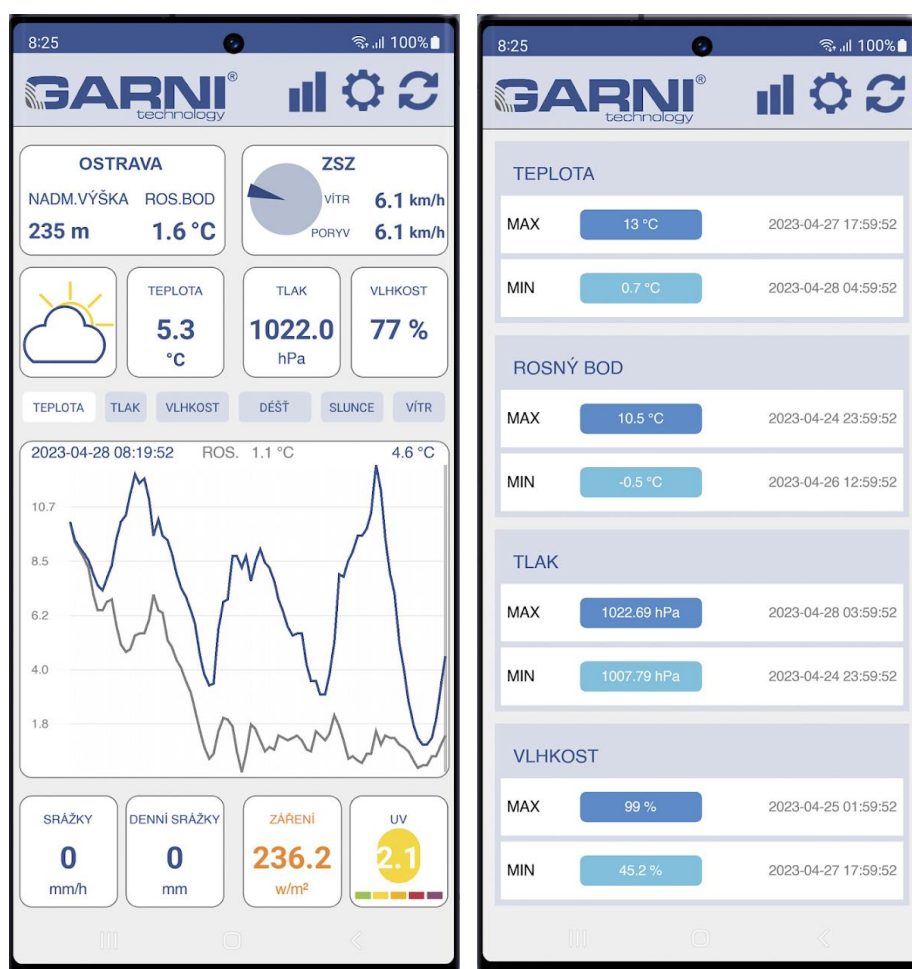 8:25 100%
GARNI®
technology
OSTRAVA
NADM.VÝŠKA ROS.BOD
235 m 1.6 °C
ZSZ
VÍTR 6.1 km/h
PORYV 6.1 km/h
TEPLOTA
5.3
°C
TLAK
1022.0
hPa
VLHKOST
77 %
TEPLOTA TLAK VLHKOST DÉŠŤ SLUNCE VÍTR
2023-04-28 08:19:52 ROS. 1.1 °C 4.6 °C
10.7
8.5
6.2
4.0
1.8
SRÁŽKY
0
mm/h
DENNÍ SRÁŽKY
0
mm
ZÁŘENÍ
236.2
w/m²
UV
2.1
8:25 100%
GARNI®
technology
TEPLOTA
MAX 13 °C 2023-04-27 17:59:52
MIN 0.7 °C 2023-04-28 04:59:52
ROSNÝ BOD
MAX 10.5 °C 2023-04-24 23:59:52
MIN -0.5 °C 2023-04-26 12:59:52
TLAK
MAX 1022.69 hPa 2023-04-28 03:59:52
MIN 1007.79 hPa 2023-04-24 23:59:52
VLHKOST
MAX 99 % 2023-04-25 01:59:52
MIN 45.2 % 2023-04-27 17:59:52